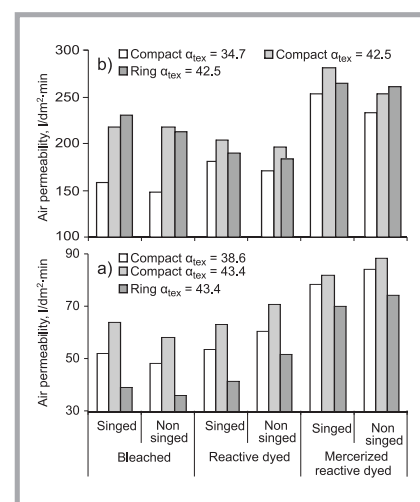 b)
Compact αtex = 34.7
Compact αtex = 42.5
Ring αtex = 42.5
Air permeability, l/dm²-min
300
250
200
150
100
a)
Compact αtex = 38.6
Compact αtex = 43.4
Ring αtex = 43.4
Air permeability, l/dm²-min
90
70
50
30
Singed
Non
singed
Singed
Non
singed
Singed
Non
singed
Bleached
Reactive dyed
Mercerized
reactive dyed